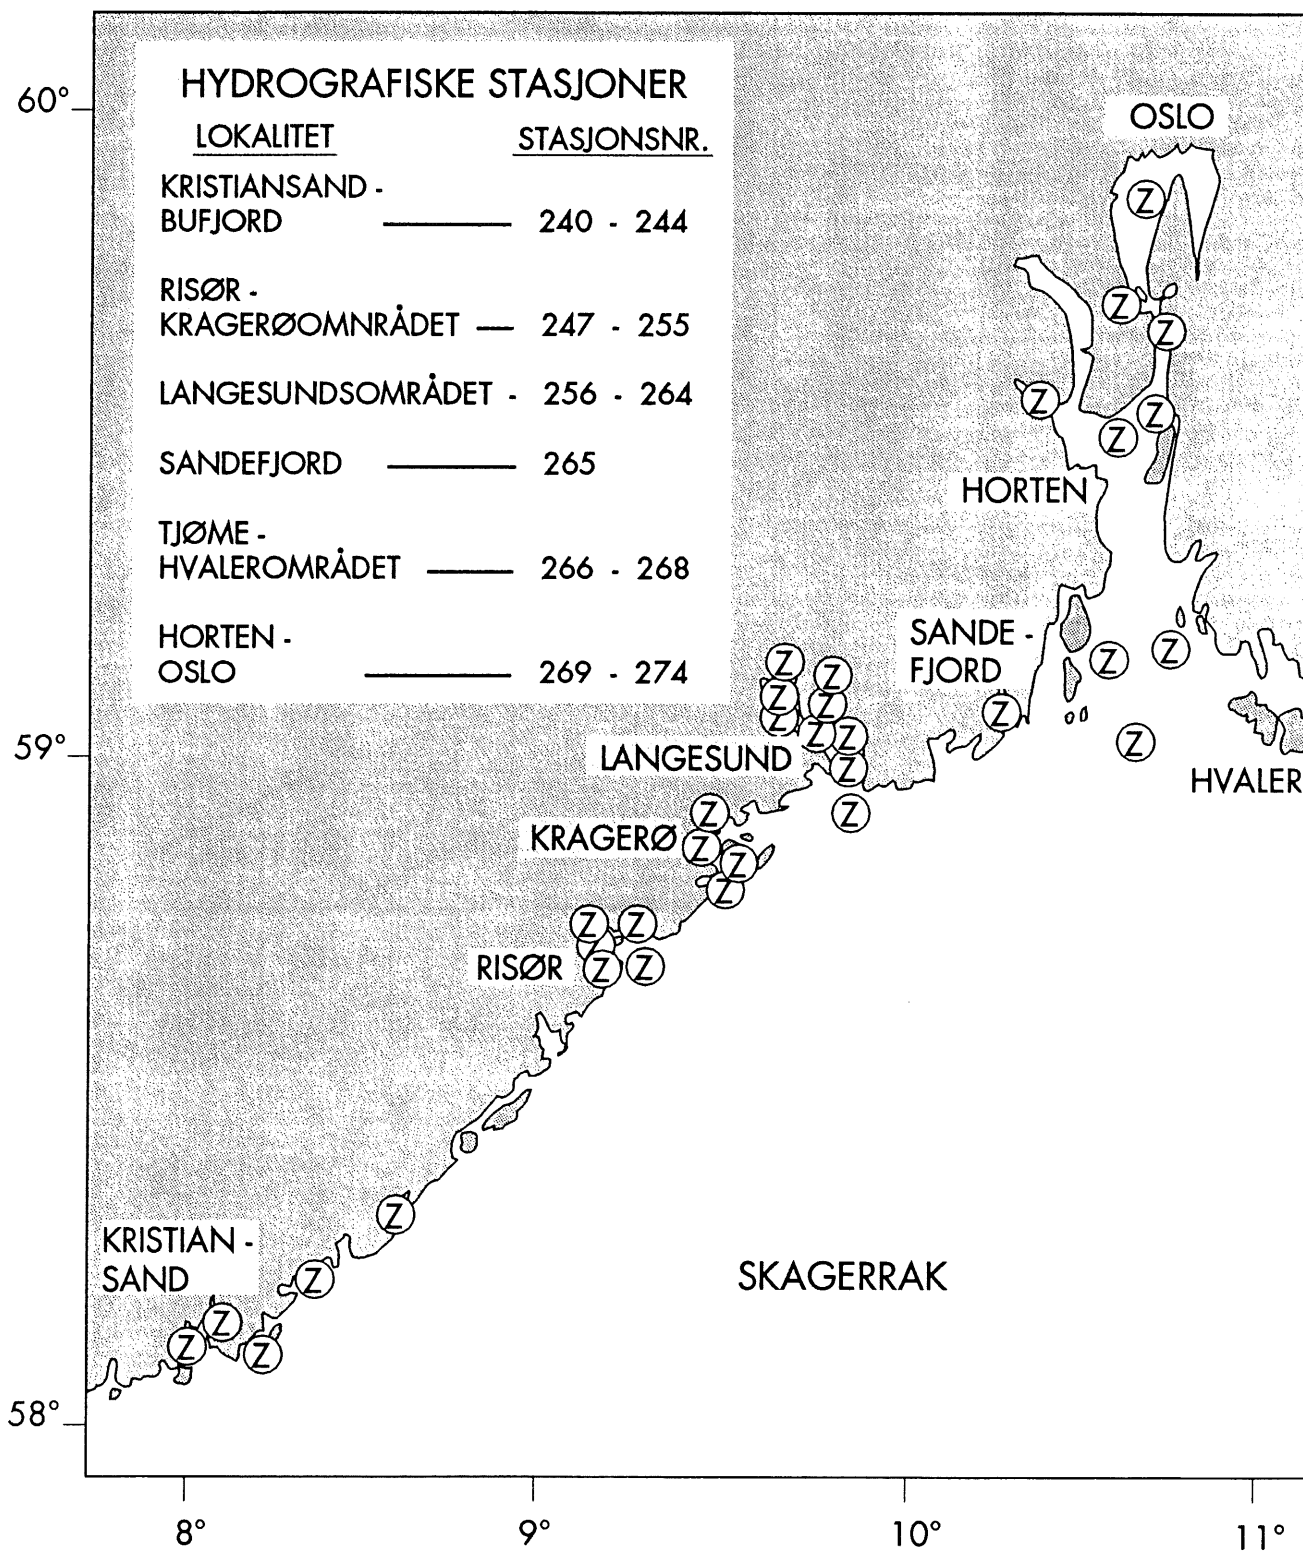 HYDROGRAFISKE STASJONER
LOKALITET STASJONSNR.
KRISTIANSAND -
BUFJORD 240 - 244
RISØR -
KRAGERØOMNRÅDET 247 - 255
LANGESUNDSOMRÅDET - 256 - 264
SANDEFJORD 265
TJØME -
HVALEROMRÅDET 266 - 268
HORTEN -
OSLO 269 - 274
60°
59°
58°
8°
9°
10°
11°
OSLO
Z
Z
Z
Z
Z
Z
HORTEN
SANDE -
FJORD
Z
Z
Z
Z
HVALER
Z
Z
Z
Z
Z
Z
Z
Z
Z
LANGESUND
KRAGERØ
Z
Z
Z
Z
RISØR
Z
Z
Z
Z
Z
KRISTIAN -
SAND
Z
Z
Z
Z
Z
SKAGERRAK